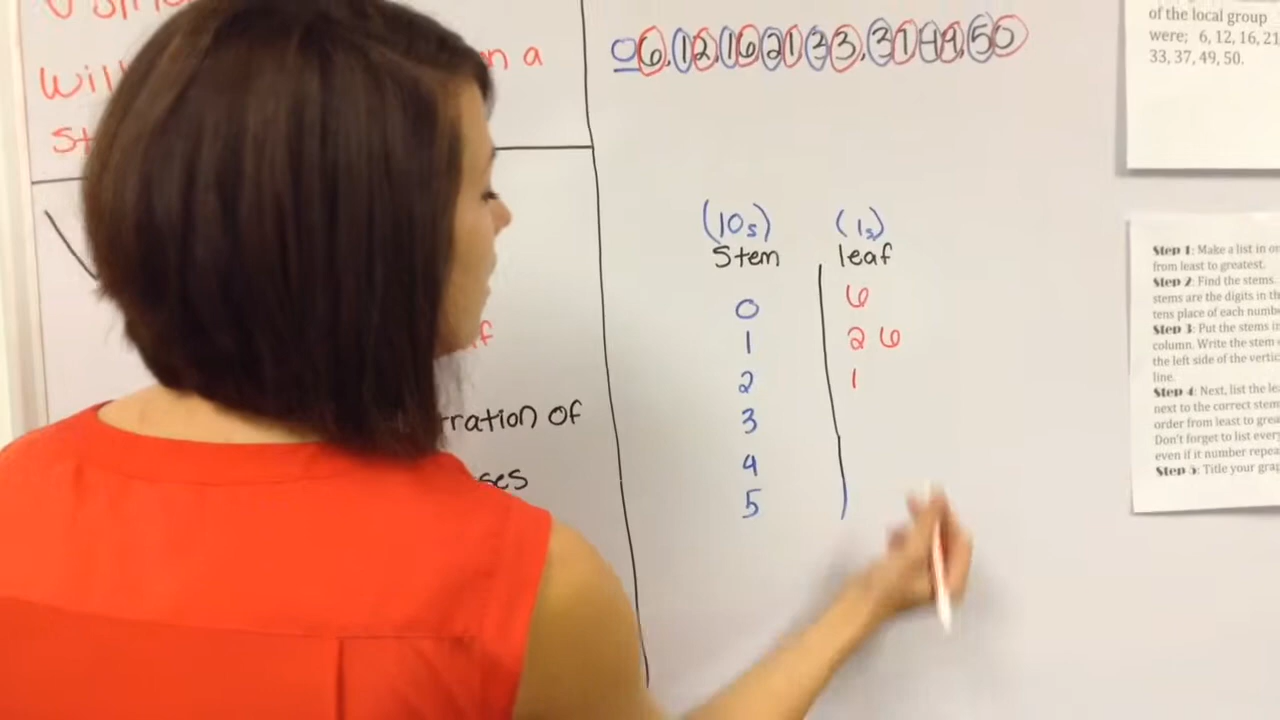 n a
Wil
St
f
tration of
ses
06,12,16,21,33,37,49,50
(10s) (1s)
Stem leaf
0 6
1 2 6
2 1
3
4
5
of the local group
were; 6, 12, 16, 21
33, 37, 49, 50.
Step 1: Make a list in or
from least to greatest.
Step 2: Find the stems.
stems are the digits in th
tens place of each numbe
Step 3: Put the stems in
column. Write the stem
the left side of the vertic
line.
Step 4: Next, list the lea
next to the correct stem
order from least to grea
Don't forget to list every
even if it number repea
Step 5: Title your grap